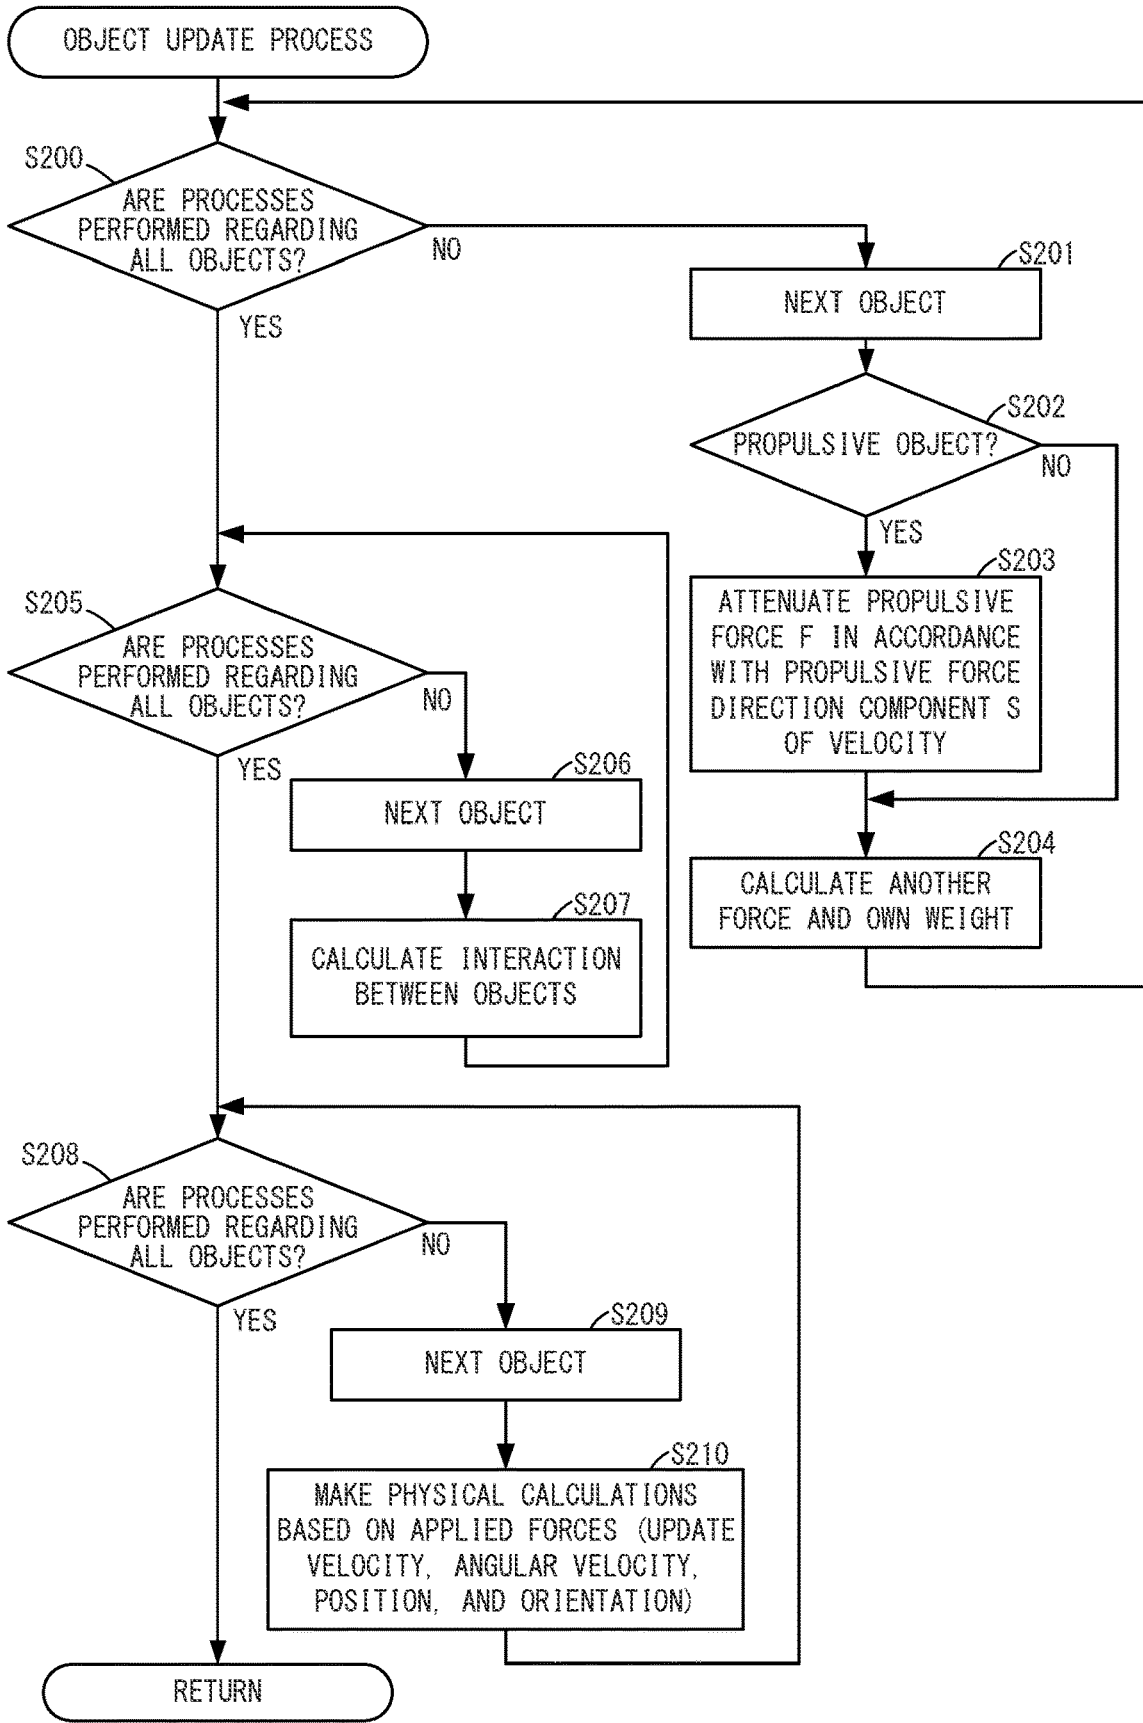 OBJECT UPDATE PROCESS
S200
ARE PROCESSES
PERFORMED REGARDING
ALL OBJECTS?
NO
YES
S201
NEXT OBJECT
S202
PROPULSIVE OBJECT?
NO
YES
S203
ATTENUATE PROPULSIVE
FORCE F IN ACCORDANCE
WITH PROPULSIVE FORCE
DIRECTION COMPONENT S
OF VELOCITY
S204
CALCULATE ANOTHER
FORCE AND OWN WEIGHT
S205
ARE PROCESSES
PERFORMED REGARDING
ALL OBJECTS?
NO
YES
S206
NEXT OBJECT
S207
CALCULATE INTERACTION
BETWEEN OBJECTS
S208
ARE PROCESSES
PERFORMED REGARDING
ALL OBJECTS?
NO
YES
S209
NEXT OBJECT
S210
MAKE PHYSICAL CALCULATIONS
BASED ON APPLIED FORCES (UPDATE
VELOCITY, ANGULAR VELOCITY,
POSITION, AND ORIENTATION)
RETURN